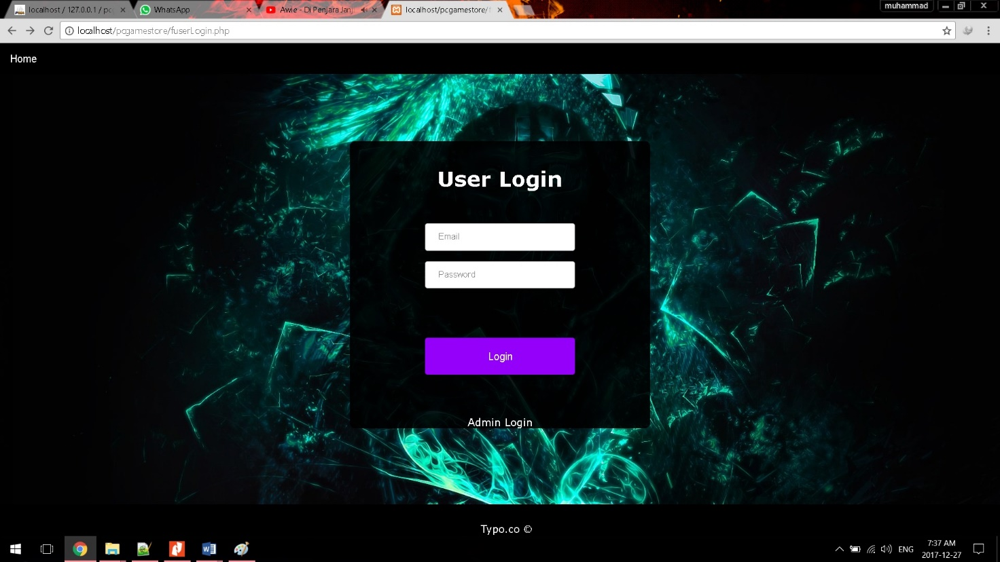 localhost / 127.0.0.1 / pc
WhatsApp
Awie - Di Penjara Janj
localhost/pcgamestore/f
muhammad
localhost/pcgamestore/fuserLogin.php
Home
User Login
Email
Password
Login
Admin Login
Typo.co ©
ENG
7:37 AM
2017-12-27